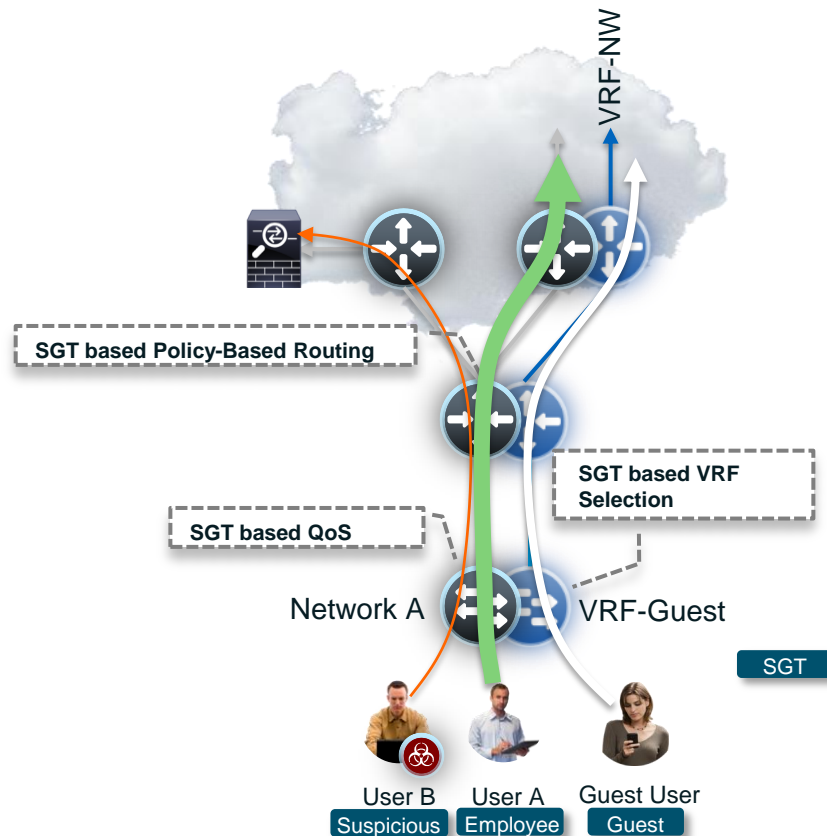 VRF-NW
SGT based Policy-Based Routing
SGT based VRF
Selection
SGT based QoS
Network A
VRF-Guest
SGT
User B
User A
Guest User
Suspicious
Employee
Guest